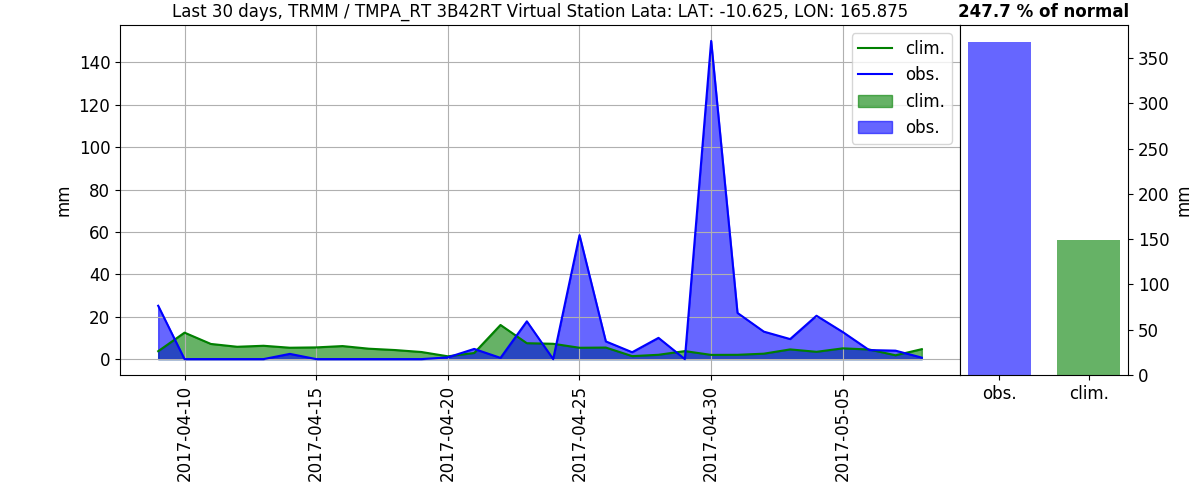 Last 30 days, TRMM / TMPA_RT 3B42RT Virtual Station Lata: LAT: -10.625, LON: 165.875
247.7 % of normal
mm
140
120
100
80
60
40
20
0
clim.
obs.
clim.
obs.
2017-04-10
2017-04-15
2017-04-20
2017-04-25
2017-04-30
2017-05-05
350
300
250
200
150
100
50
0
mm
obs.
clim.